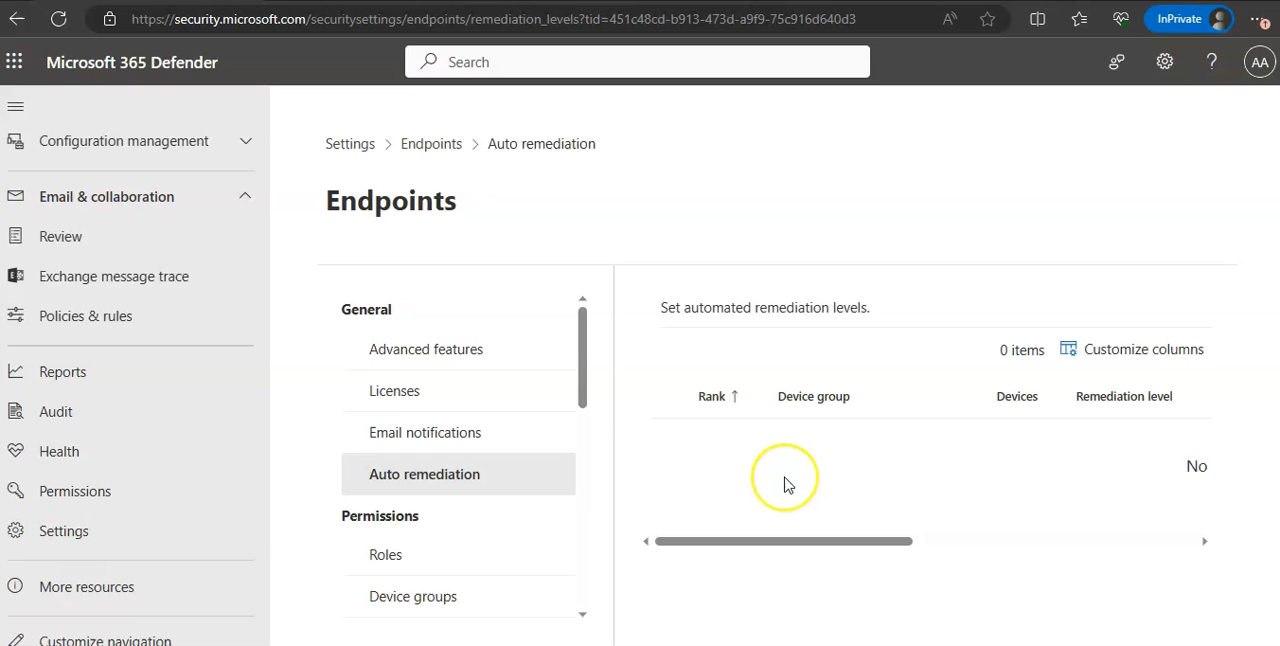 https://security.microsoft.com/securitysettings/endpoints/remediation_levels?tid=451c48cd-b913-473d-a9f9-75c916d640d3
A))
InPrivate
Microsoft 365 Defender
Search
?
AA
Configuration management
Email & collaboration
Review
Exchange message trace
Policies & rules
Reports
Audit
Health
Permissions
Settings
More resources
Customize navigation
Settings > Endpoints > Auto remediation
Endpoints
General
Advanced features
Licenses
Email notifications
Auto remediation
Permissions
Roles
Device groups
Set automated remediation levels.
0 items Customize columns
Rank ↑ Device group Devices Remediation level
No